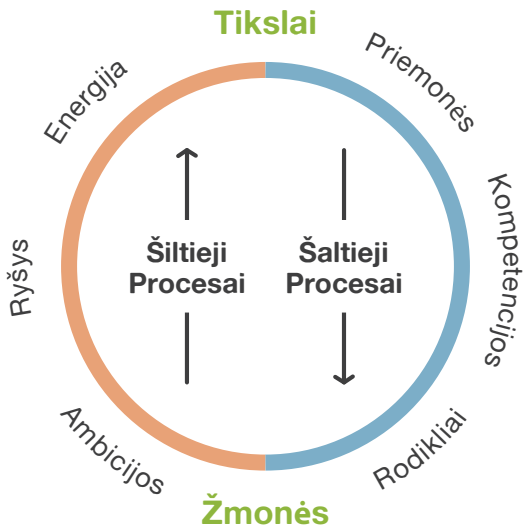 Tikslai
Energija
Priemonės
Ryšys
Šiltieji
Procesai
Šaltieji
Procesai
Kompetencijos
Ambicijos
Rodikliai
Žmonės